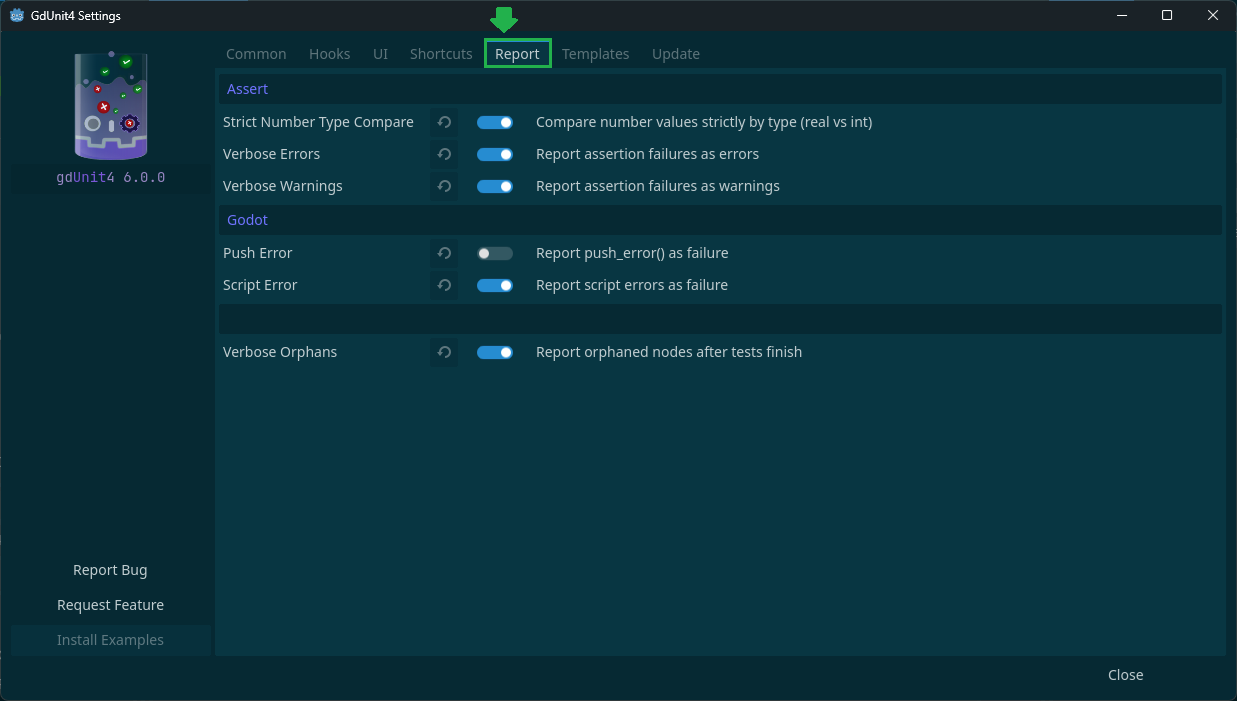 GdUnit4 Settings
Common Hooks UI Shortcuts Report Templates Update
gdUnit4 6.0.0
Assert
Strict Number Type Compare Compare number values strictly by type (real vs int)
Verbose Errors Report assertion failures as errors
Verbose Warnings Report assertion failures as warnings
Godot
Push Error Report push_error() as failure
Script Error Report script errors as failure
Verbose Orphans Report orphaned nodes after tests finish
Report Bug
Request Feature
Install Examples
Close